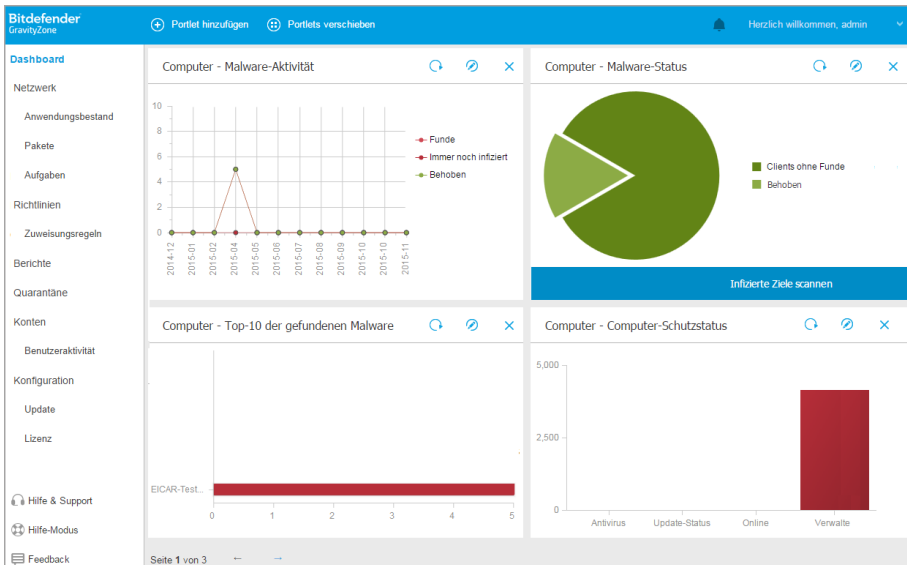 Bitdefender
GravityZone
Portlet hinzufügen
Portlets verschieben
Herzlich willkommen, admin
Dashboard
Netzwerk
Anwendungsbestand
Pakete
Aufgaben
Richtlinien
Zuweisungsregeln
Berichte
Quarantäne
Konten
Benutzeraktivität
Konfiguration
Update
Lizenz
Hilfe & Support
Hilfe-Modus
Feedback
Computer - Malware-Aktivität
10
8
6
4
2
0
2014-12
2015-01
2015-02
2015-04
2015-05
2015-06
2015-07
2015-08
2015-09
2015-10
2015-10
2015-11
Funde
Immer noch infiziert
Behoben
Computer - Malware-Status
Clients ohne Funde
Behoben
Infizierte Ziele scannen
Computer - Top-10 der gefundenen Malware
EICAR-Test...
0 1 2 3 4 5
Computer - Computer-Schutzstatus
5,000
2,500
0
Antivirus Update-Status Online Verwalte
Seite 1 von 3 ← →